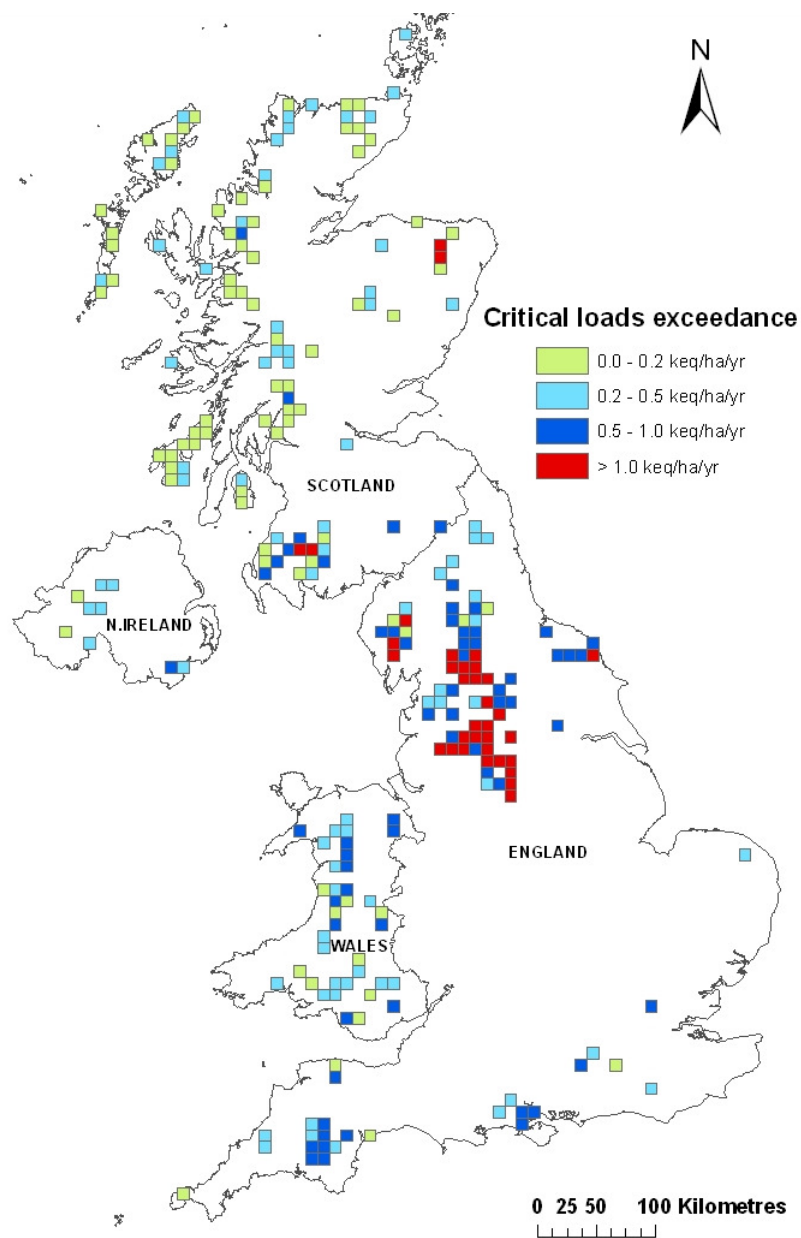 N
Critical loads exceedance
0.0 - 0.2 keq/ha/yr
0.2 - 0.5 keq/ha/yr
0.5 - 1.0 keq/ha/yr
> 1.0 keq/ha/yr
SCOTLAND
N.IRELAND
ENGLAND
WALES
0 25 50 100 Kilometres